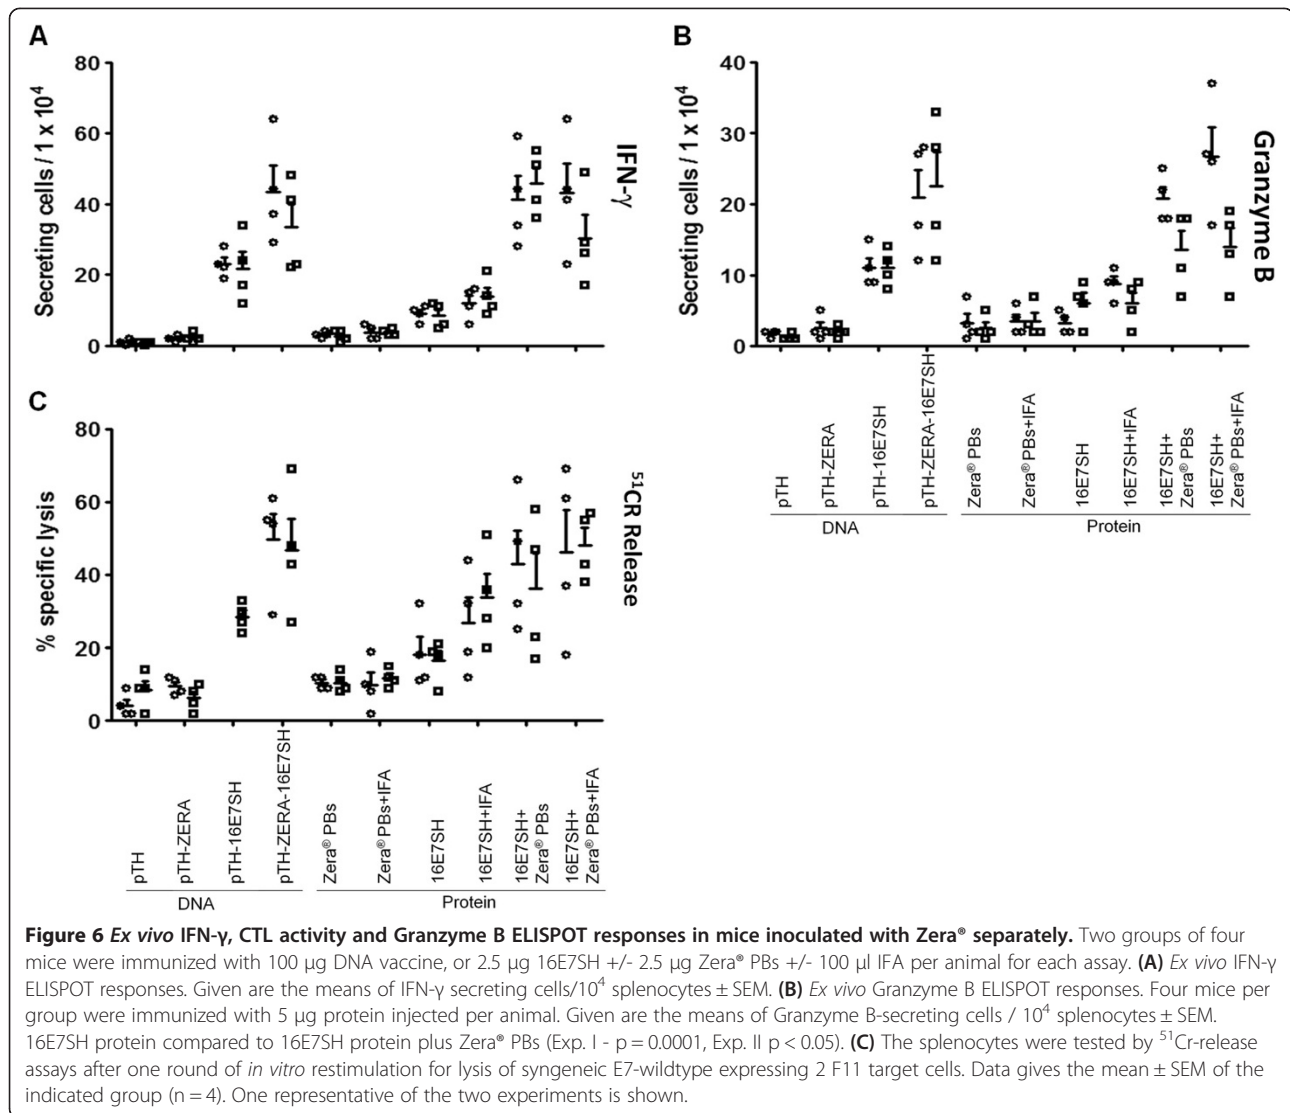 A
80
60
40
20
0
Secreting cells / 1 x 10⁴
IFN-γ
B
40
30
20
10
0
Secreting cells / 1 x 10⁴
Granzyme B
pTH
pTH-ZERA
pTH-16E7SH
pTH-ZERA-16E7SH
Zera® PBs
Zera® PBs+IFA
16E7SH
16E7SH+IFA
16E7SH+
Zera® PBs
16E7SH+
Zera® PBs+IFA
DNA
Protein
C
80
60
40
20
0
% specific lysis
⁵¹CR Release
pTH
pTH-ZERA
pTH-16E7SH
pTH-ZERA-16E7SH
Zera® PBs
Zera® PBs+IFA
16E7SH
16E7SH+IFA
16E7SH+
Zera® PBs
16E7SH+
Zera® PBs+IFA
DNA
Protein
Figure 6 Ex vivo IFN-γ, CTL activity and Granzyme B ELISPOT responses in mice inoculated with Zera® separately. Two groups of four
mice were immunized with 100 μg DNA vaccine, or 2.5 μg 16E7SH +/- 2.5 μg Zera® PBs +/- 100 μl IFA per animal for each assay. (A) Ex vivo IFN-γ
ELISPOT responses. Given are the means of IFN-γ secreting cells/10⁴ splenocytes ± SEM. (B) Ex vivo Granzyme B ELISPOT responses. Four mice per
group were immunized with 5 μg protein injected per animal. Given are the means of Granzyme B-secreting cells / 10⁴ splenocytes ± SEM.
16E7SH protein compared to 16E7SH protein plus Zera® PBs (Exp. I - p = 0.0001, Exp. II p < 0.05). (C) The splenocytes were tested by ⁵¹Cr-release
assays after one round of in vitro restimulation for lysis of syngeneic E7-wildtype expressing 2 F11 target cells. Data gives the mean ± SEM of the
indicated group (n = 4). One representative of the two experiments is shown.